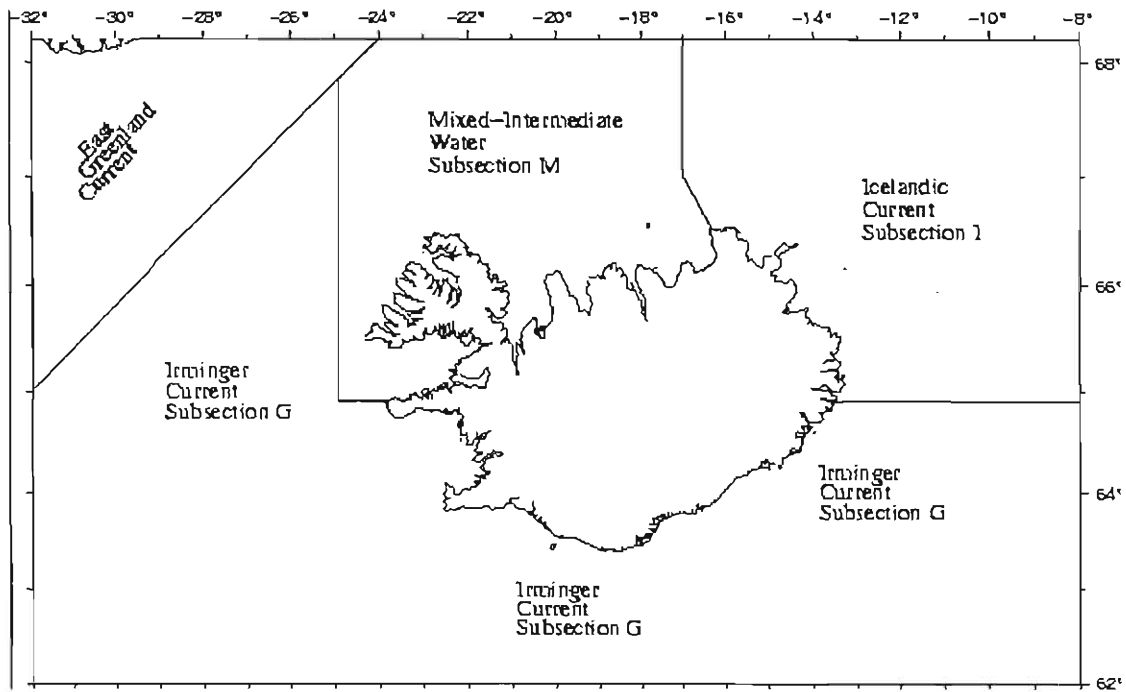 -32° -30° -28° -26° -24° -22° -20° -18° -16° -14° -12° -10° -8°
68°
East
Greenland
Current
Mixed-Intermediate
Water
Subsection M
Icelandic
Current
Subsection I
66°
Irminger
Current
Subsection G
Irminger
Current
Subsection G
64°
Irminger
Current
Subsection G
62°